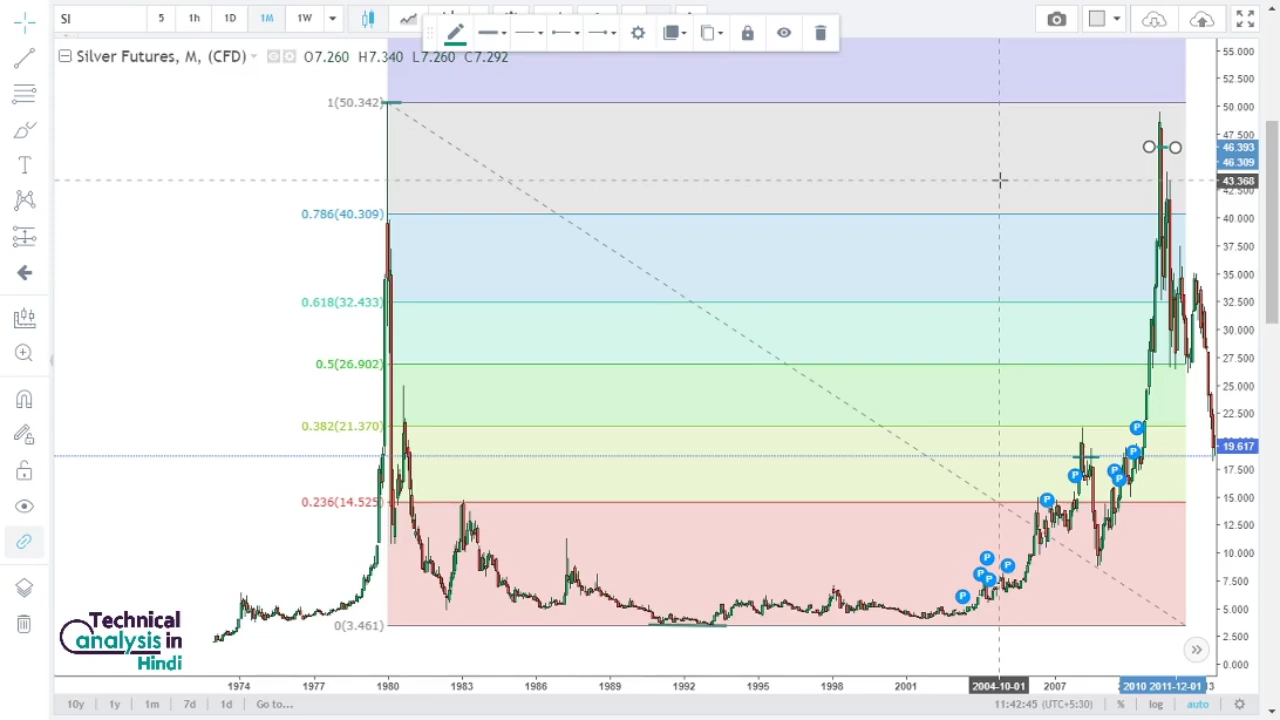 SI 5 1h 1D 1M 1W
Silver Futures, M, (CFD) O7.260 H7.340 L7.260 C7.292
1(50.342)
0.786(40.309)
0.618(32.433)
0.5(26.902)
0.382(21.370)
0.236(14.525)
0(3.461)
55.000
52.500
50.000
47.500
46.393
46.309
43.368
42.500
40.000
37.500
35.000
32.500
30.000
27.500
25.000
22.500
19.617
17.500
15.000
12.500
10.000
7.500
5.000
2.500
0.000
P
P
P
P
P
P
P
P
P
P
P
Technical
analysis in
Hindi
1974 1977 1980 1983 1986 1989 1992 1995 1998 2001 2004-10-01 2007 2010 2011-12-01 13
10y 1y 1m 7d 1d Go to... 11:42:45 (UTC+5:30) % log auto